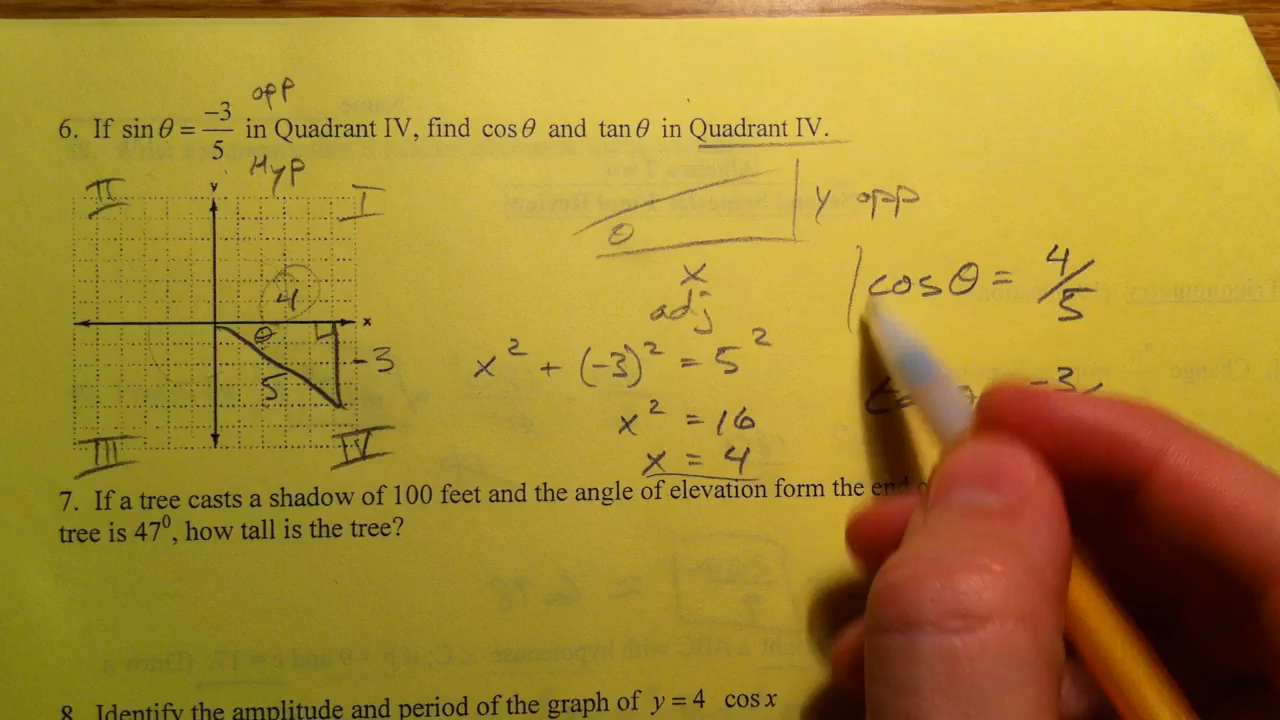 opp
6. If sin θ = -3/5 in Quadrant IV, find cos θ and tan θ in Quadrant IV.
Hyp
II
y
I
θ
y opp
x
adj
4
x
θ
-3
5
III
IV
x² + (-3)² = 5²
x² = 16
x = 4
cos θ = 4/5
-3
7. If a tree casts a shadow of 100 feet and the angle of elevation form the end
tree is 47⁰, how tall is the tree?
8. Identify the amplitude and period of the graph of y = 4 cos x